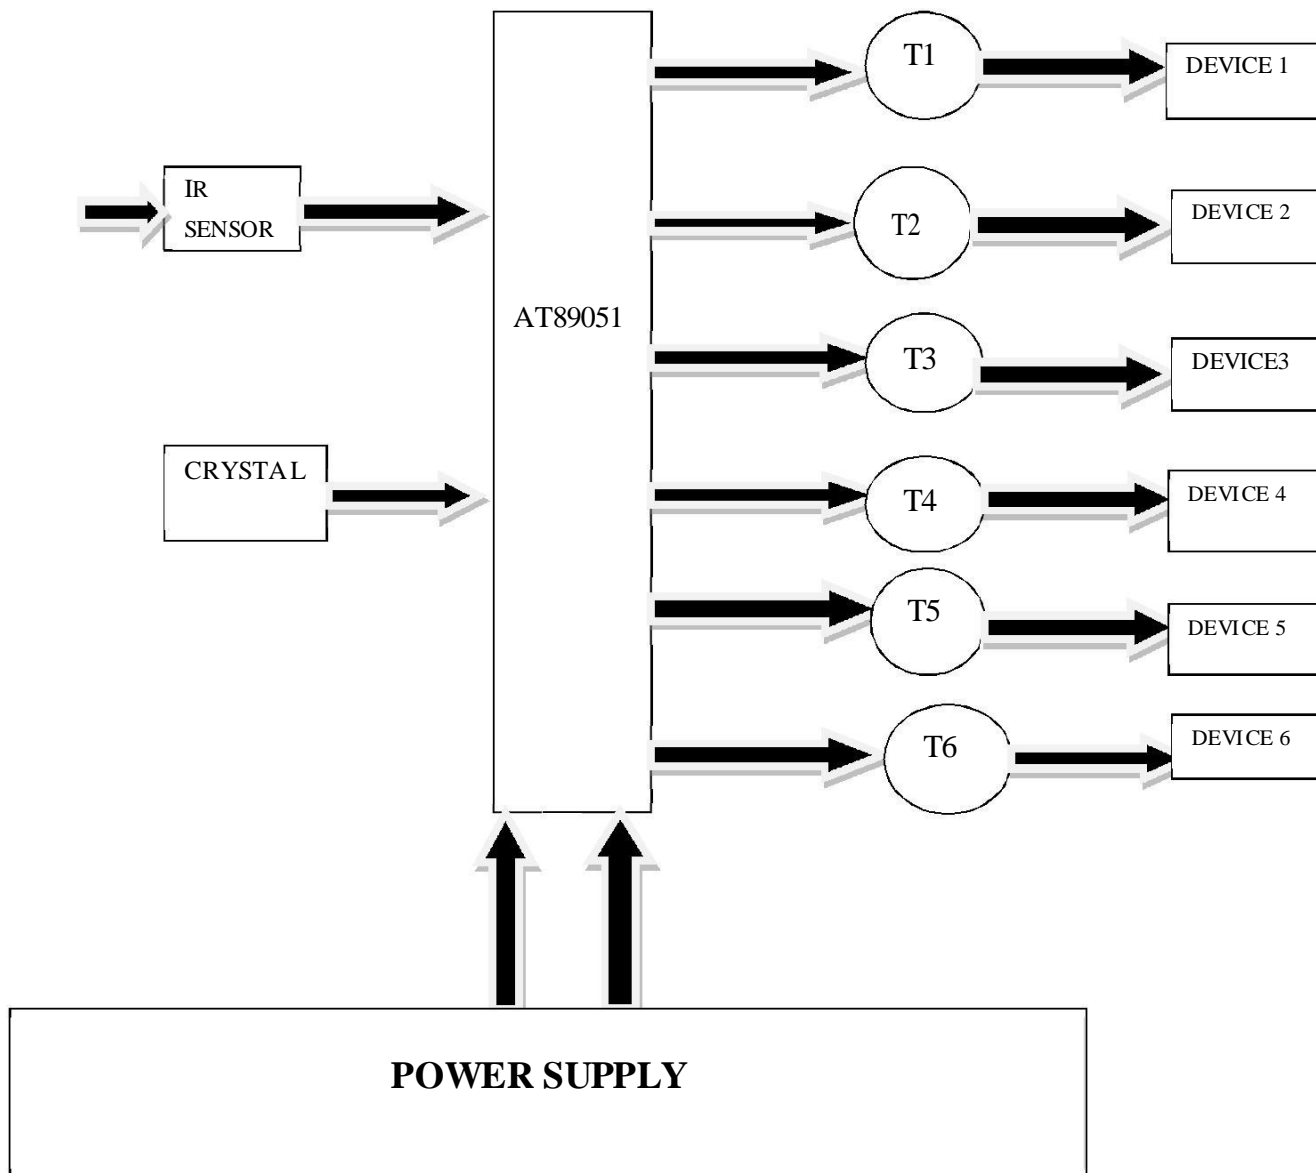 T1
DEVICE 1
IR
SENSOR
T2
DEVICE 2
AT89051
T3
DEVICE3
CRYSTAL
T4
DEVICE 4
T5
DEVICE 5
T6
DEVICE 6
POWER SUPPLY